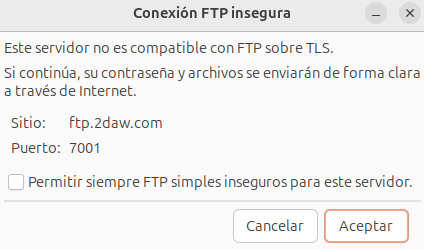 Conexión FTP insegura
Este servidor no es compatible con FTP sobre TLS.
Si continúa, su contraseña y archivos se enviarán de forma clara
a través de Internet.
Sitio: ftp.2daw.com
Puerto: 7001
Permitir siempre FTP simples inseguros para este servidor.
Cancelar Aceptar